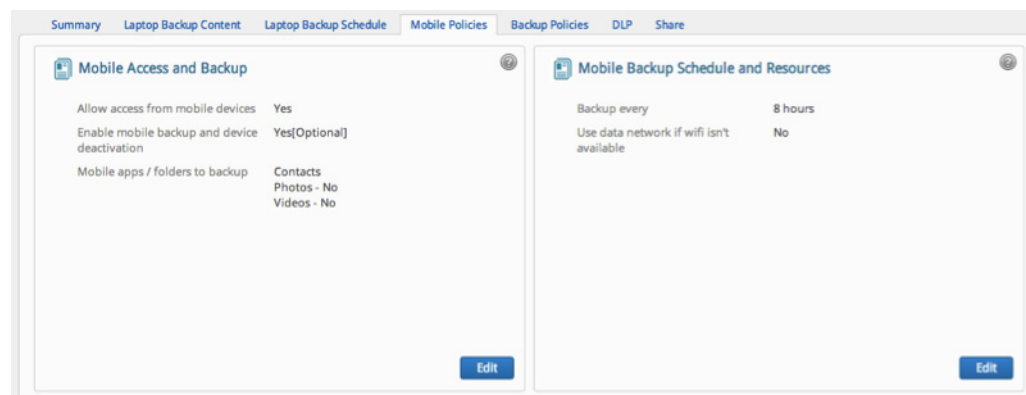 Summary Laptop Backup Content Laptop Backup Schedule Mobile Policies Backup Policies DLP Share
Mobile Access and Backup
Allow access from mobile devices Yes
Enable mobile backup and device Yes[Optional]
deactivation
Mobile apps / folders to backup Contacts
Photos - No
Videos - No
Edit
Mobile Backup Schedule and Resources
Backup every 8 hours
Use data network if wifi isn't No
available
Edit